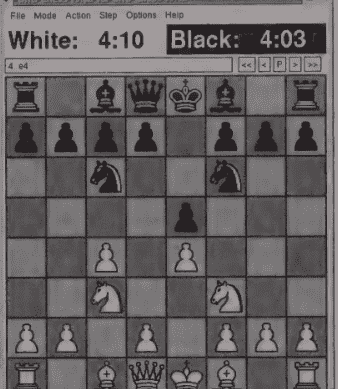 File Mode Action Step Options Help
White: 4:10 Black: 4:03
4. e4 << < P > >>